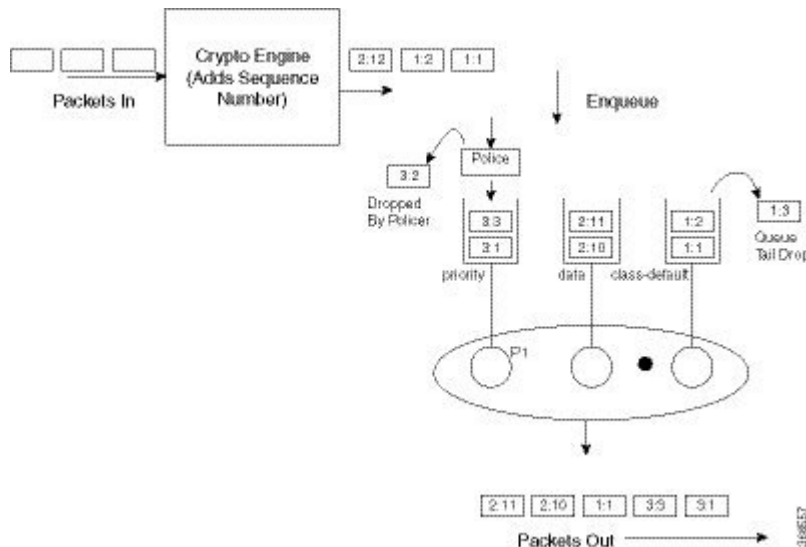 Crypto Engine
(Adds Sequence
Number)
2:12 1:2 1:1
Packets In
Enqueue
Police
3:2
Dropped
By Policer
3:3
3:1
2:11
2:10
1:2
1:1
1:3
Queue
Tail Drop
priority
data
class-default
P1
2:11 2:10 1:1 3:3 3:1
Packets Out